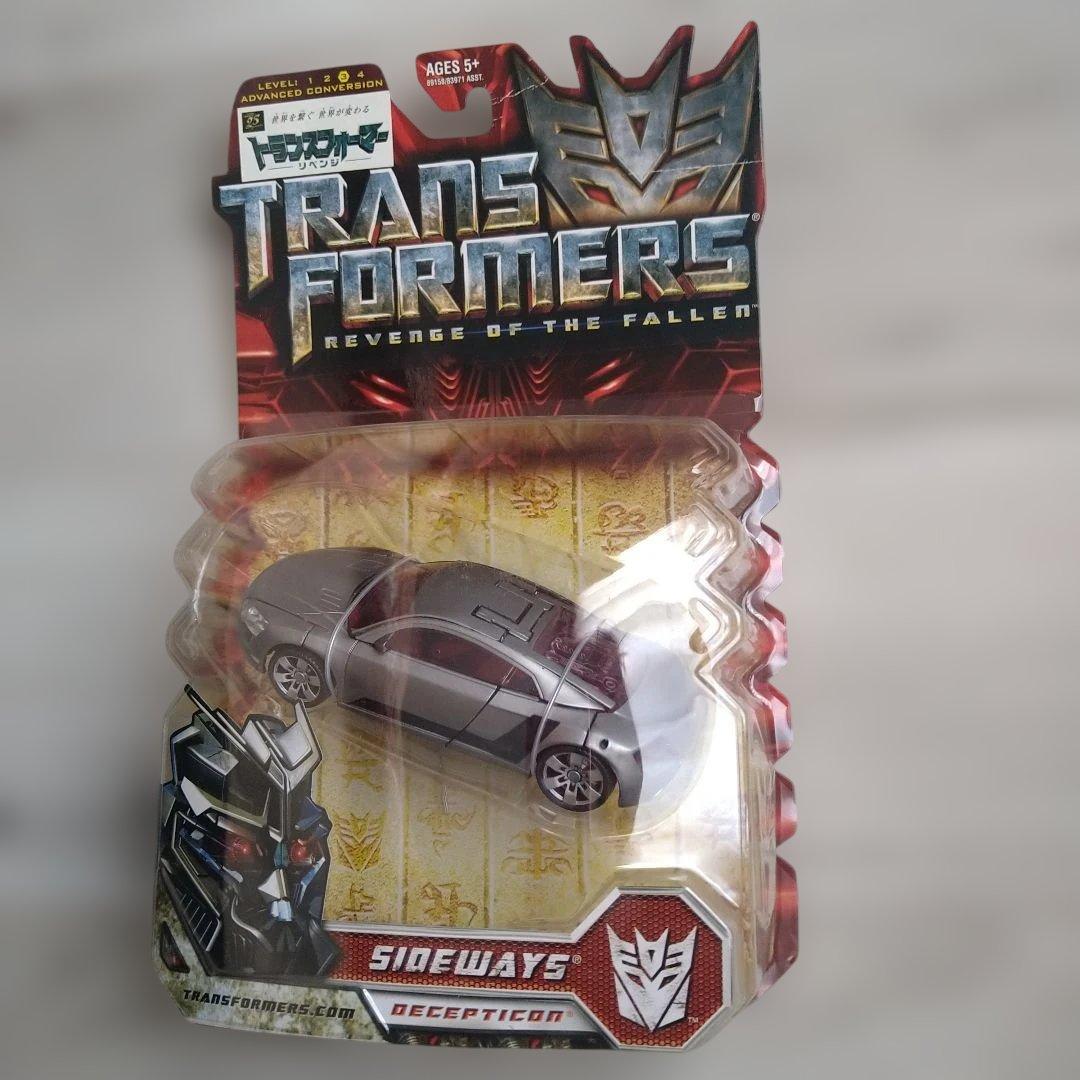 LEVEL: 1 2 3 4
ADVANCED CONVERSION
AGES 5+
89158/83971 ASST.
世界を繋ぐ 世界が変わる
トランスフォーマー
リベンジ
TRANS
FORMERS®
REVENGE OF THE FALLEN™
SIDEWAYS®
DECEPTICON®
TRANSFORMERS.COM
™